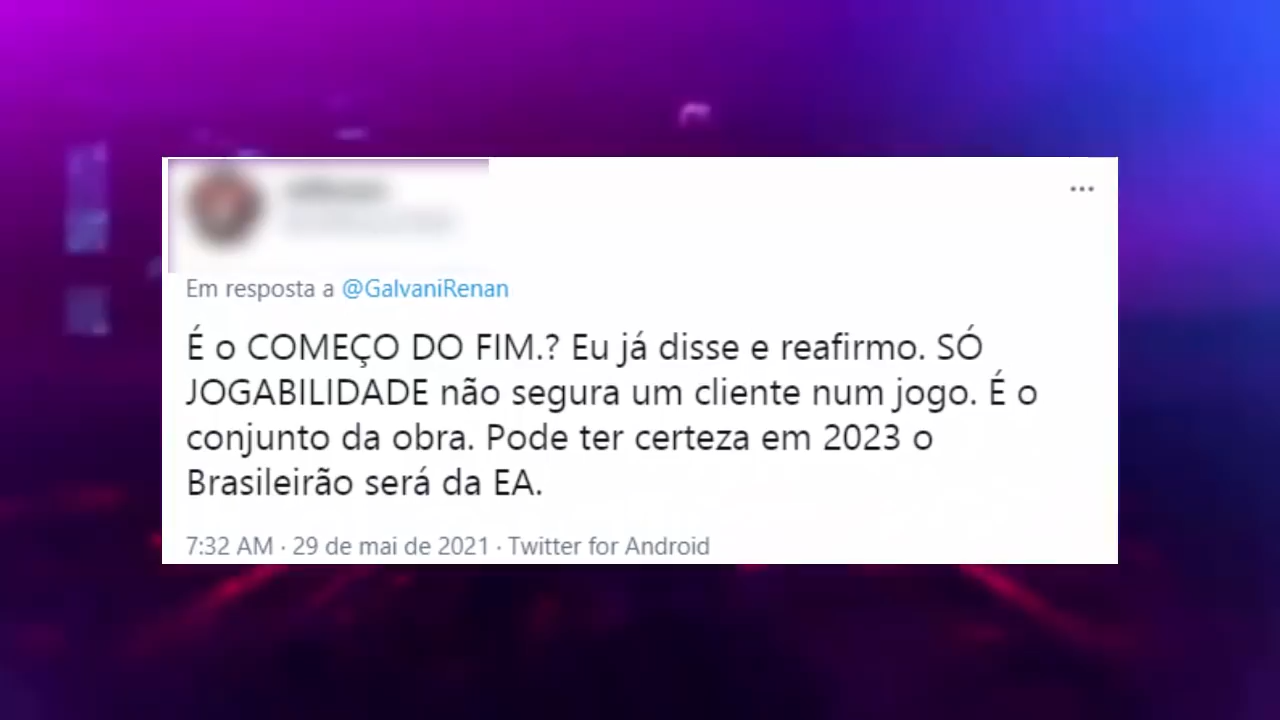 Em resposta a @GalvaniRenan
É o COMEÇO DO FIM.? Eu já disse e reafirmo. SÓ
JOGABILIDADE não segura um cliente num jogo. É o
conjunto da obra. Pode ter certeza em 2023 o
Brasileirão será da EA.
7:32 AM · 29 de mai de 2021 · Twitter for Android